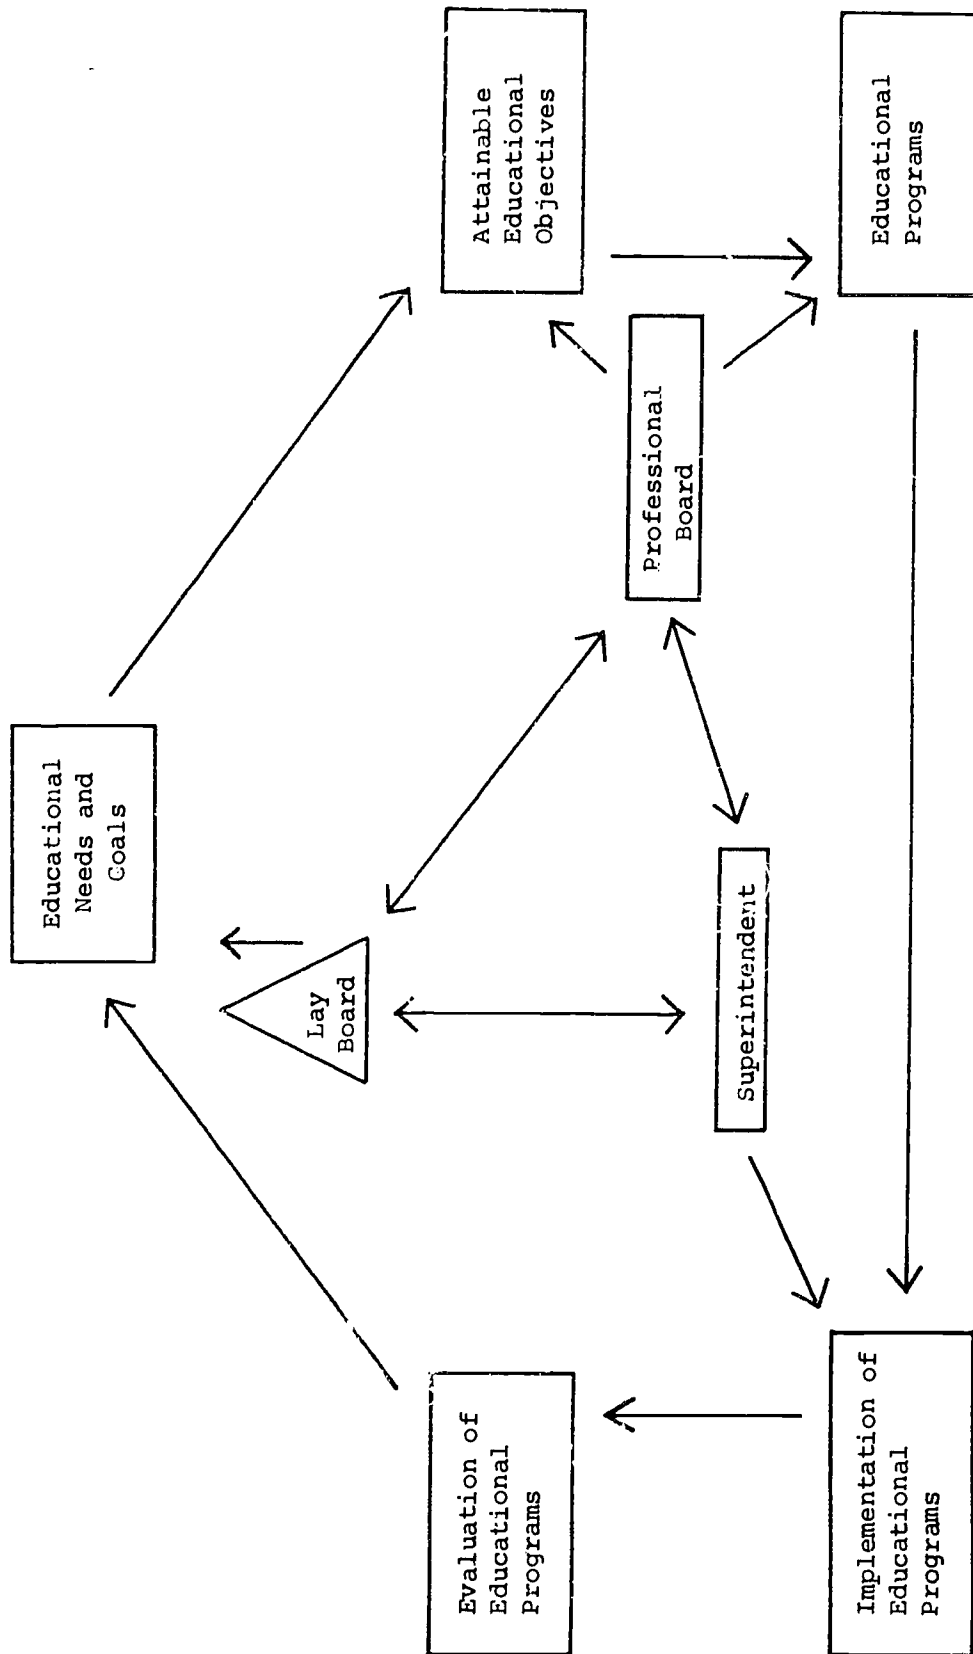 Educational
Needs and
Goals
Lay
Board
Evaluation of
Educational
Programs
Attainable
Educational
Objectives
Professional
Board
Superintendent
Implementation of
Educational
Programs
Educational
Programs